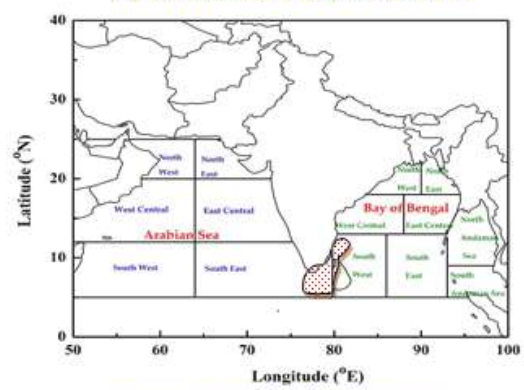 40
30
20
10
0
Latitude (°N)
50 60 70 80 90 100
Longitude (°E)
North West
North East
West Central
East Central
Arabian Sea
South West
South East
North West
North East
Bay of Bengal
West Central
East Central
South West
South East
North Andaman Sea
South Andaman Sea